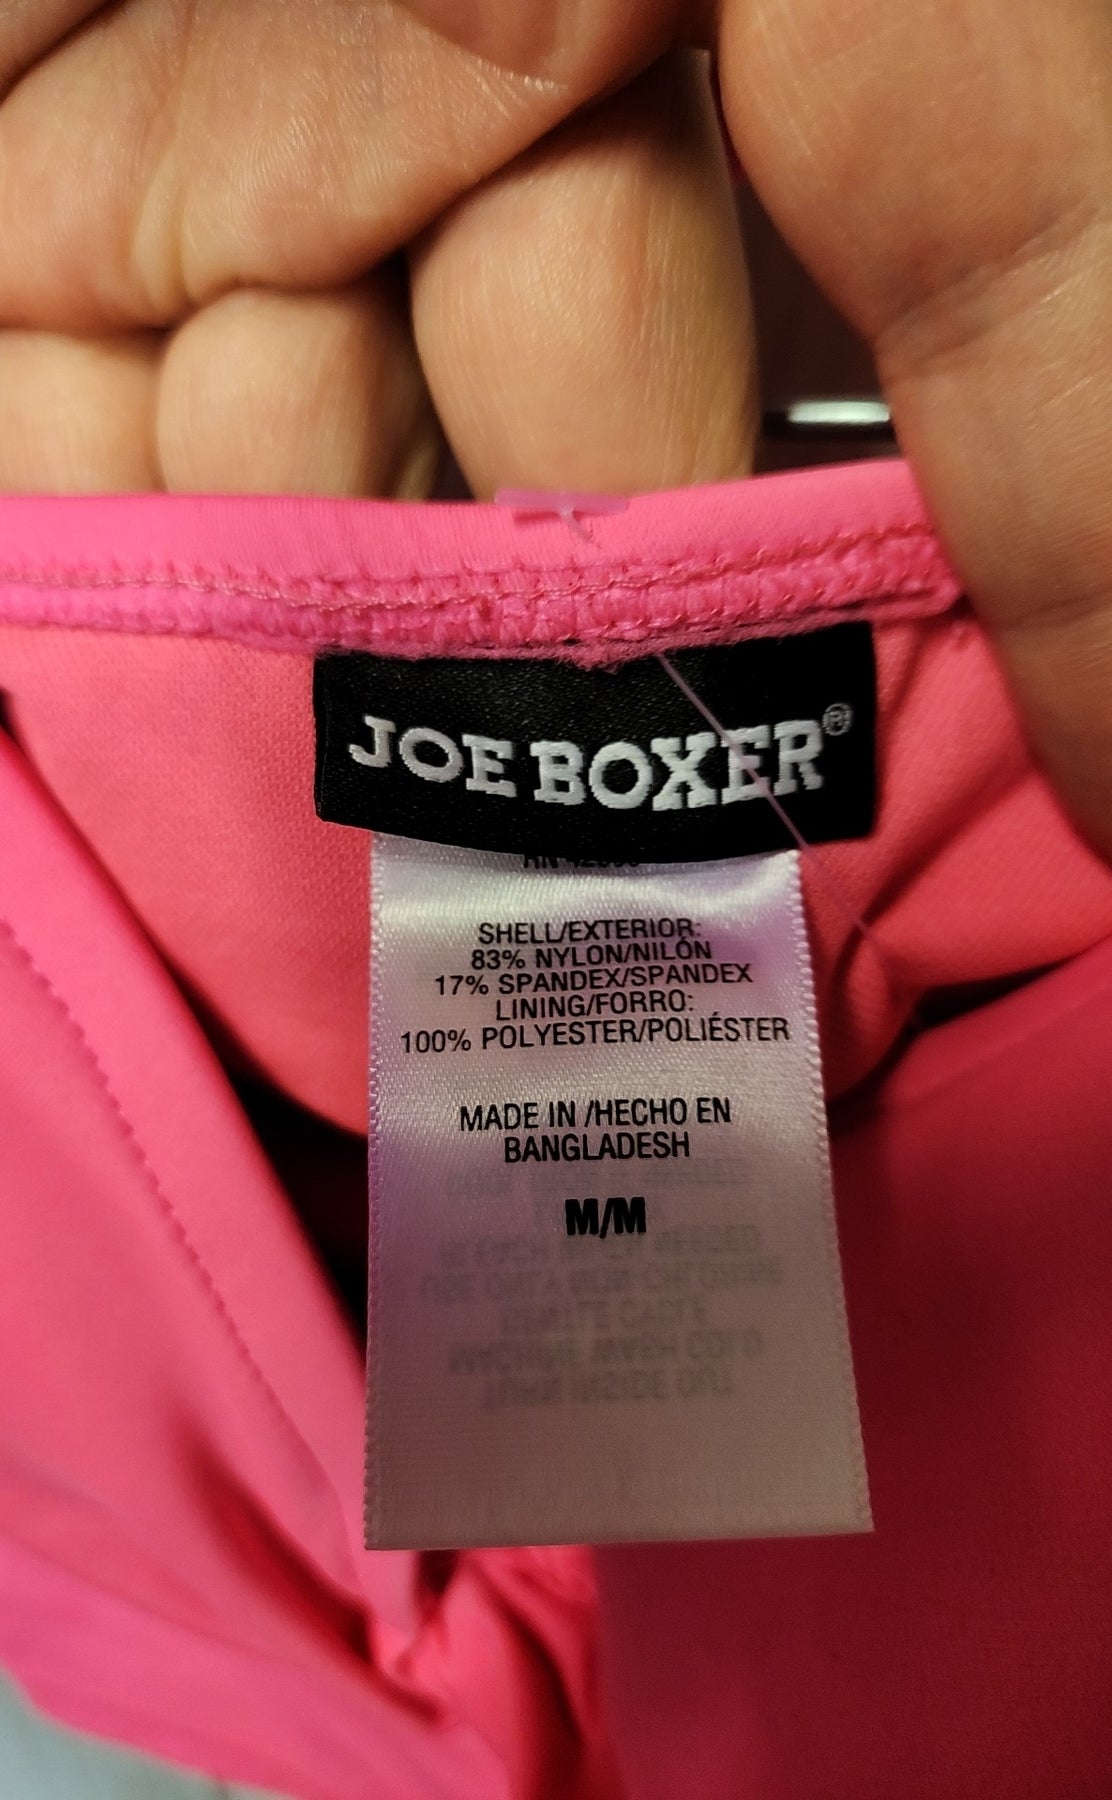 JOE BOXER®
RN
SHELL/EXTERIOR:
83% NYLON/NILÓN
17% SPANDEX/SPANDEX
LINING/FORRO:
100% POLYESTER/POLIÉSTER
MADE IN /HECHO EN
BANGLADESH
M/M